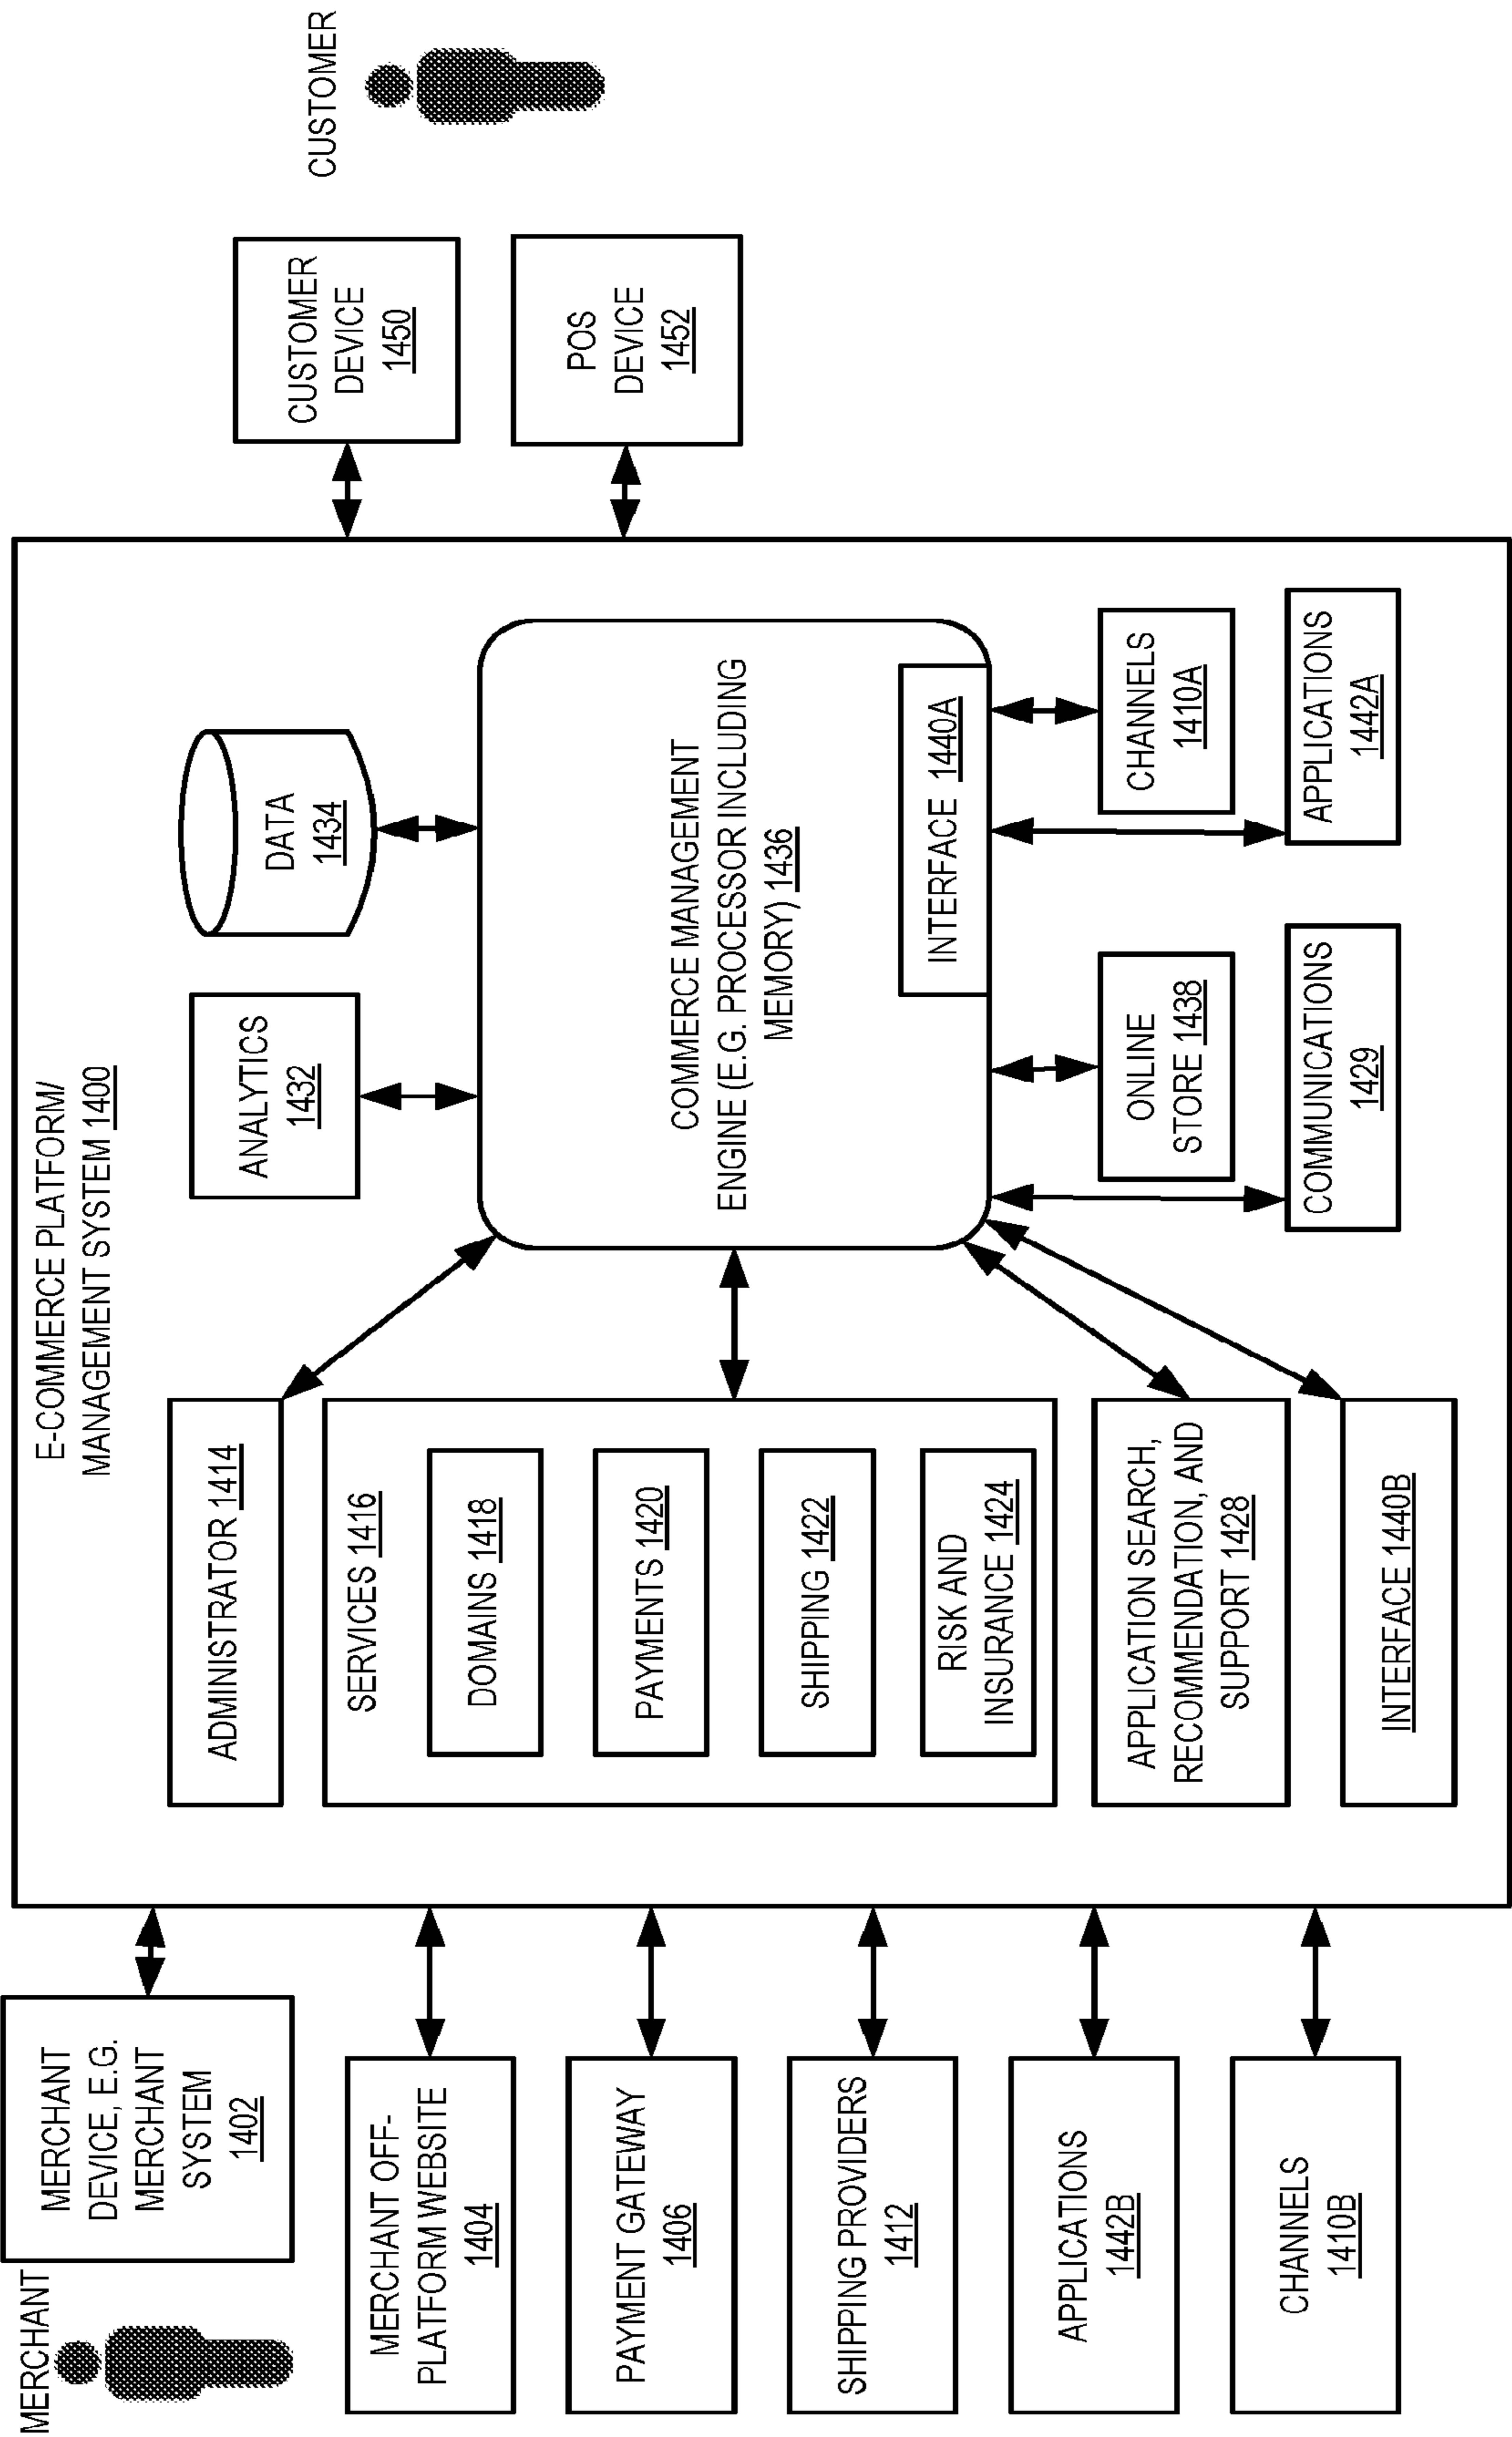 E-COMMERCE PLATFORM/
MANAGEMENT SYSTEM 1400
MERCHANT
MERCHANT
DEVICE, E.G.
MERCHANT
SYSTEM
1402
MERCHANT OFF-
PLATFORM WEBSITE
1404
PAYMENT GATEWAY
1406
SHIPPING PROVIDERS
1412
APPLICATIONS
1442B
CHANNELS
1410B
ADMINISTRATOR 1414
SERVICES 1416
DOMAINS 1418
PAYMENTS 1420
SHIPPING 1422
RISK AND
INSURANCE 1424
APPLICATION SEARCH,
RECOMMENDATION, AND
SUPPORT 1428
INTERFACE 1440B
ANALYTICS
1432
DATA
1434
COMMERCE MANAGEMENT
ENGINE (E.G. PROCESSOR INCLUDING
MEMORY) 1436
INTERFACE 1440A
ONLINE
STORE 1438
CHANNELS
1410A
COMMUNICATIONS
1429
APPLICATIONS
1442A
CUSTOMER
DEVICE
1450
POS
DEVICE
1452
CUSTOMER